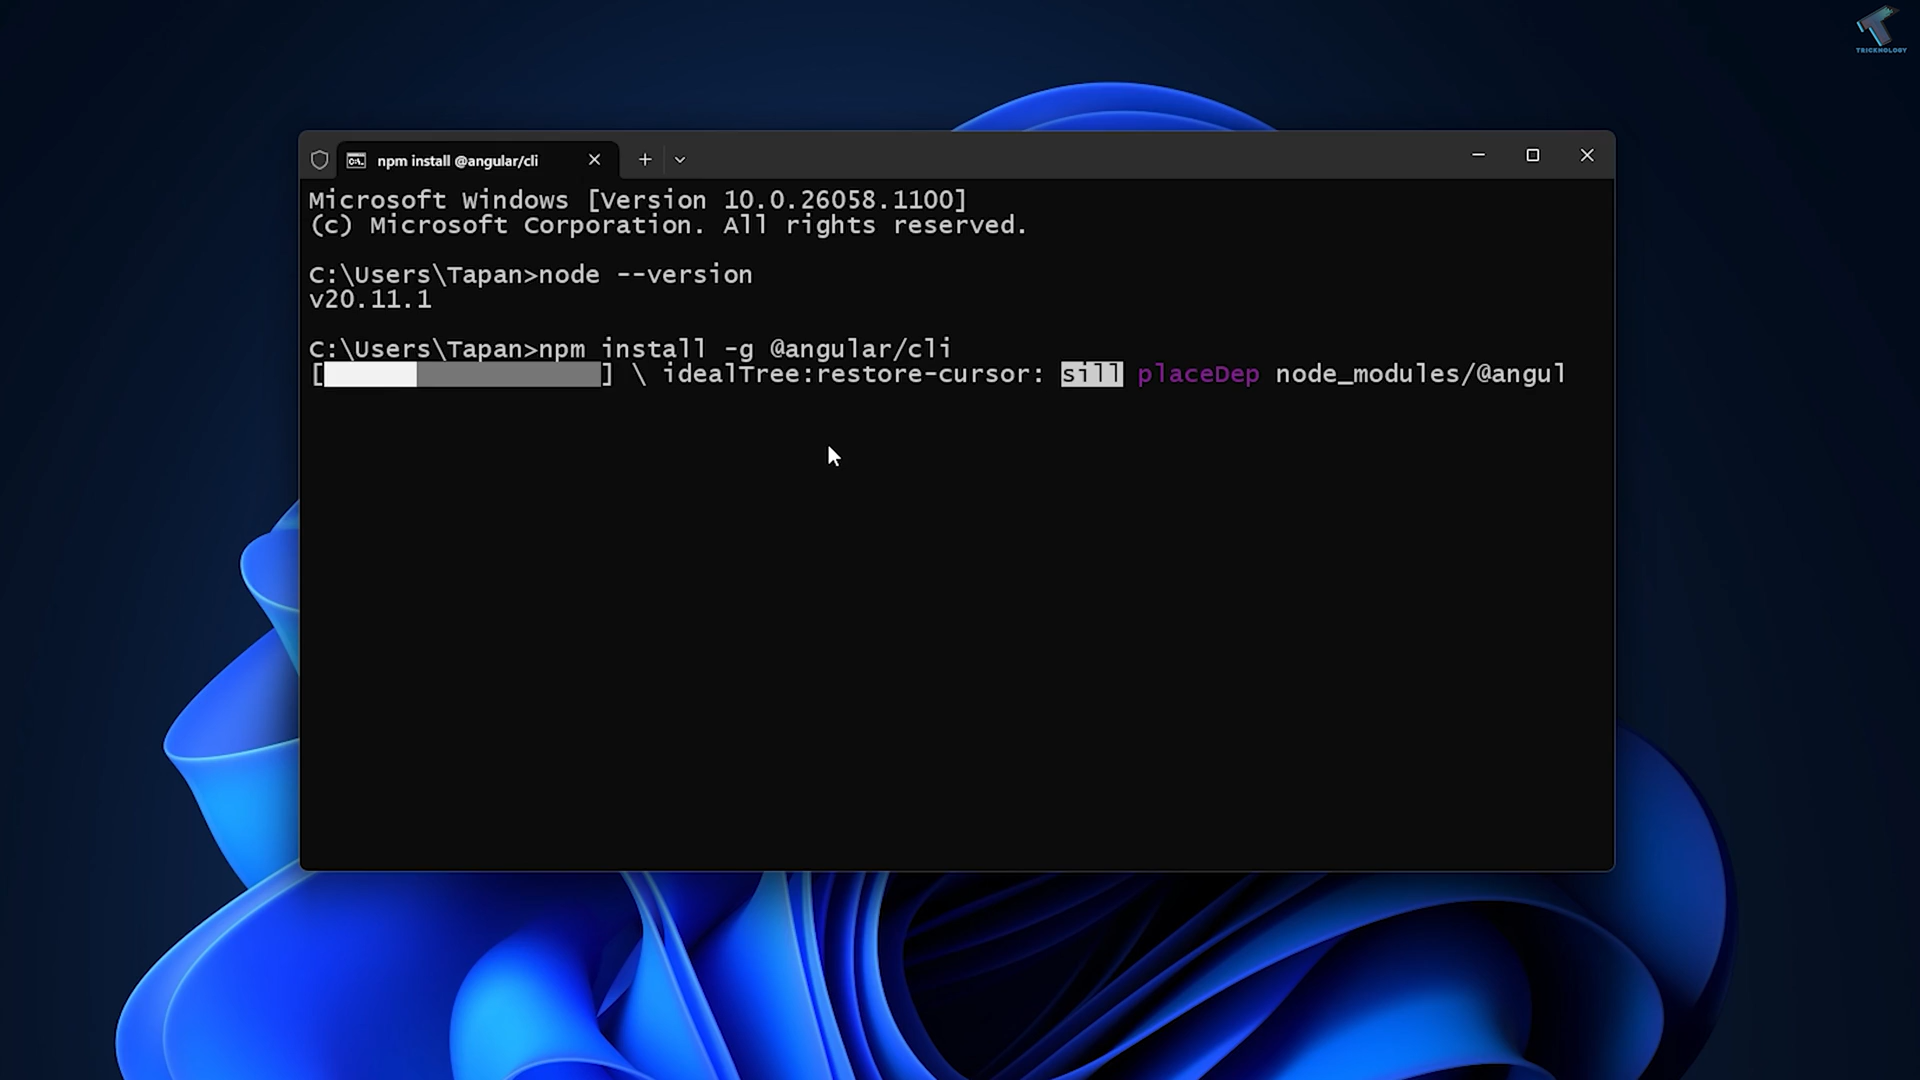 TRICKNOLOGY
npm install @angular/cli
Microsoft Windows [Version 10.0.26058.1100]
(c) Microsoft Corporation. All rights reserved.
C:\Users\Tapan>node --version
v20.11.1
C:\Users\Tapan>npm install -g @angular/cli
[] \ idealTree:restore-cursor: sill placeDep node_modules/@angul